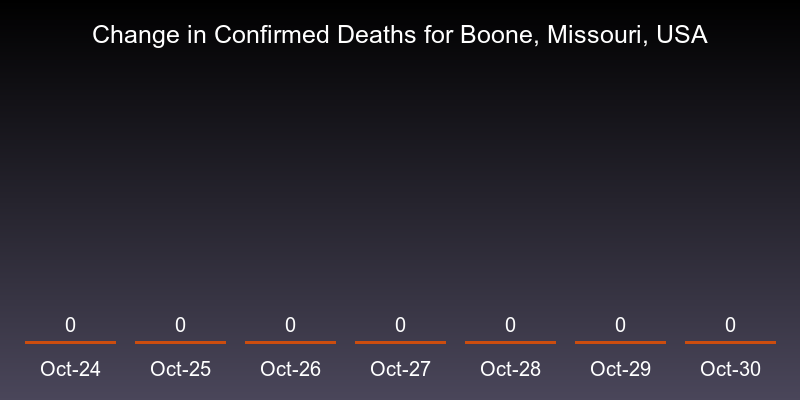 Change in Confirmed Deaths for Boone, Missouri, USA
0 0 0 0 0 0 0
Oct-24 Oct-25 Oct-26 Oct-27 Oct-28 Oct-29 Oct-30